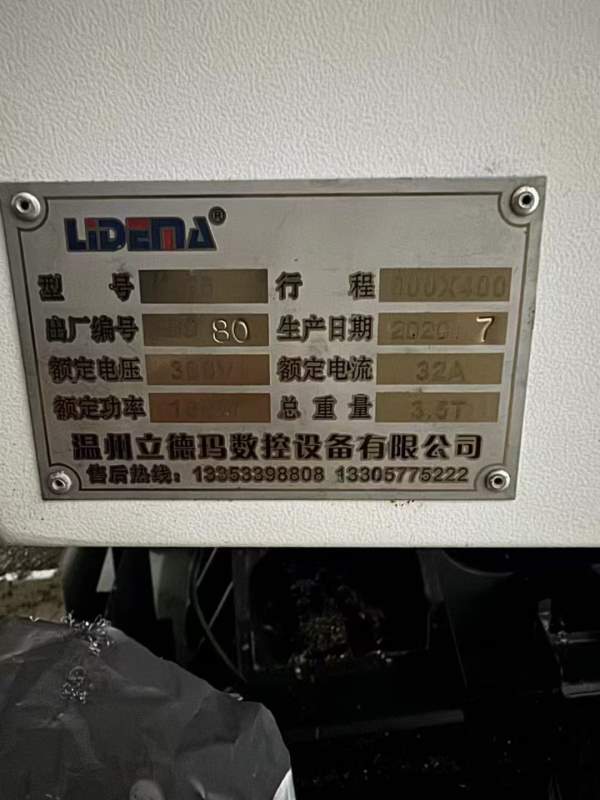 LIDEMA®
型号 行程 400X400
出厂编号 80 生产日期 2020.7
额定电压 380V 额定电流 32A
额定功率 总重量 3.5T
温州立德玛数控设备有限公司
售后热线：13353398808 13305775222